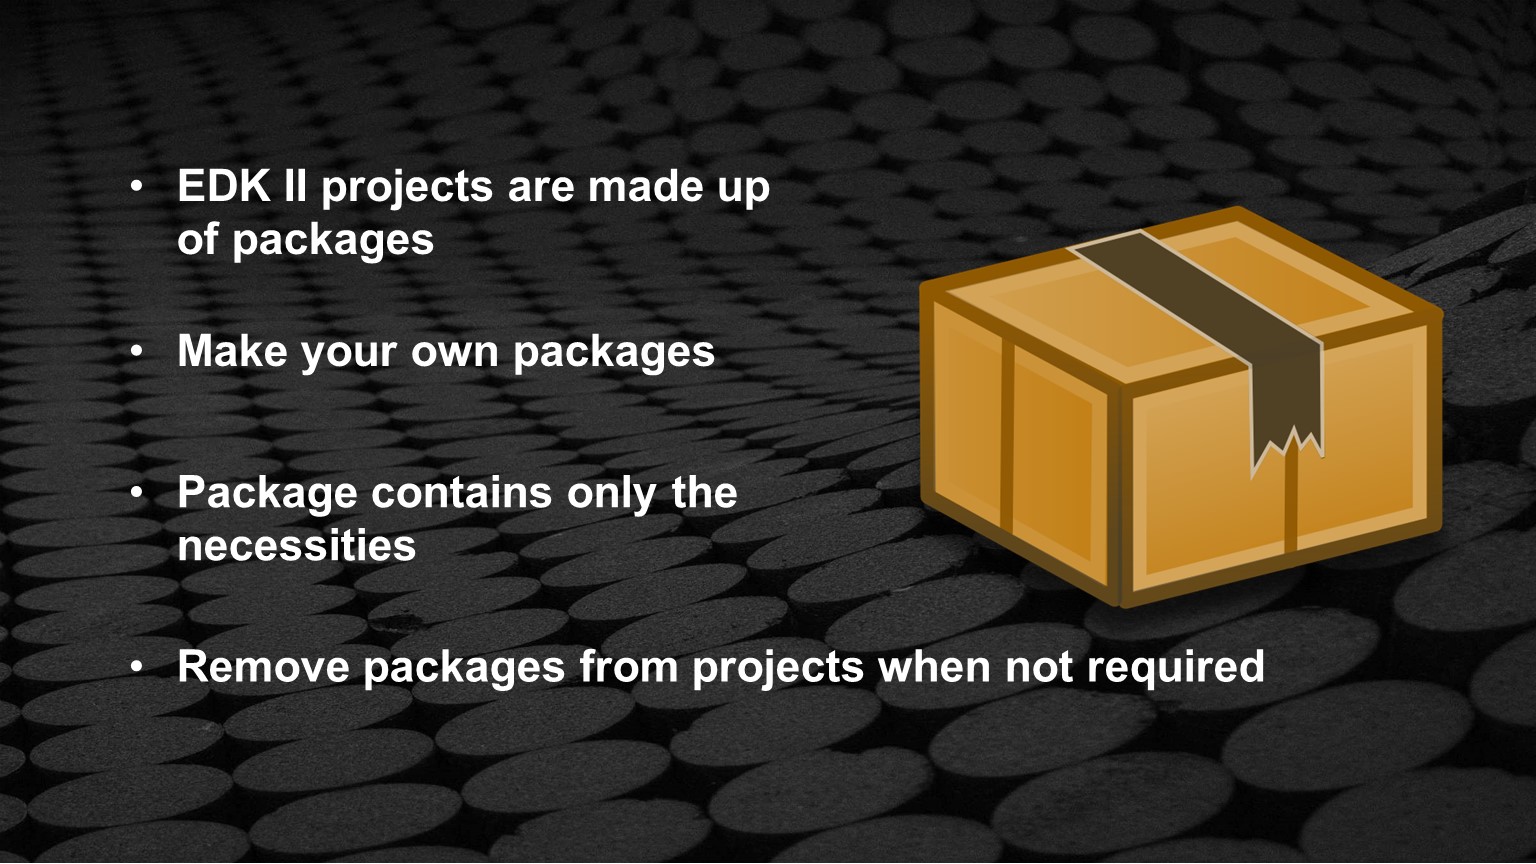 • EDK II projects are made up
of packages
• Make your own packages
• Package contains only the
necessities
• Remove packages from projects when not required